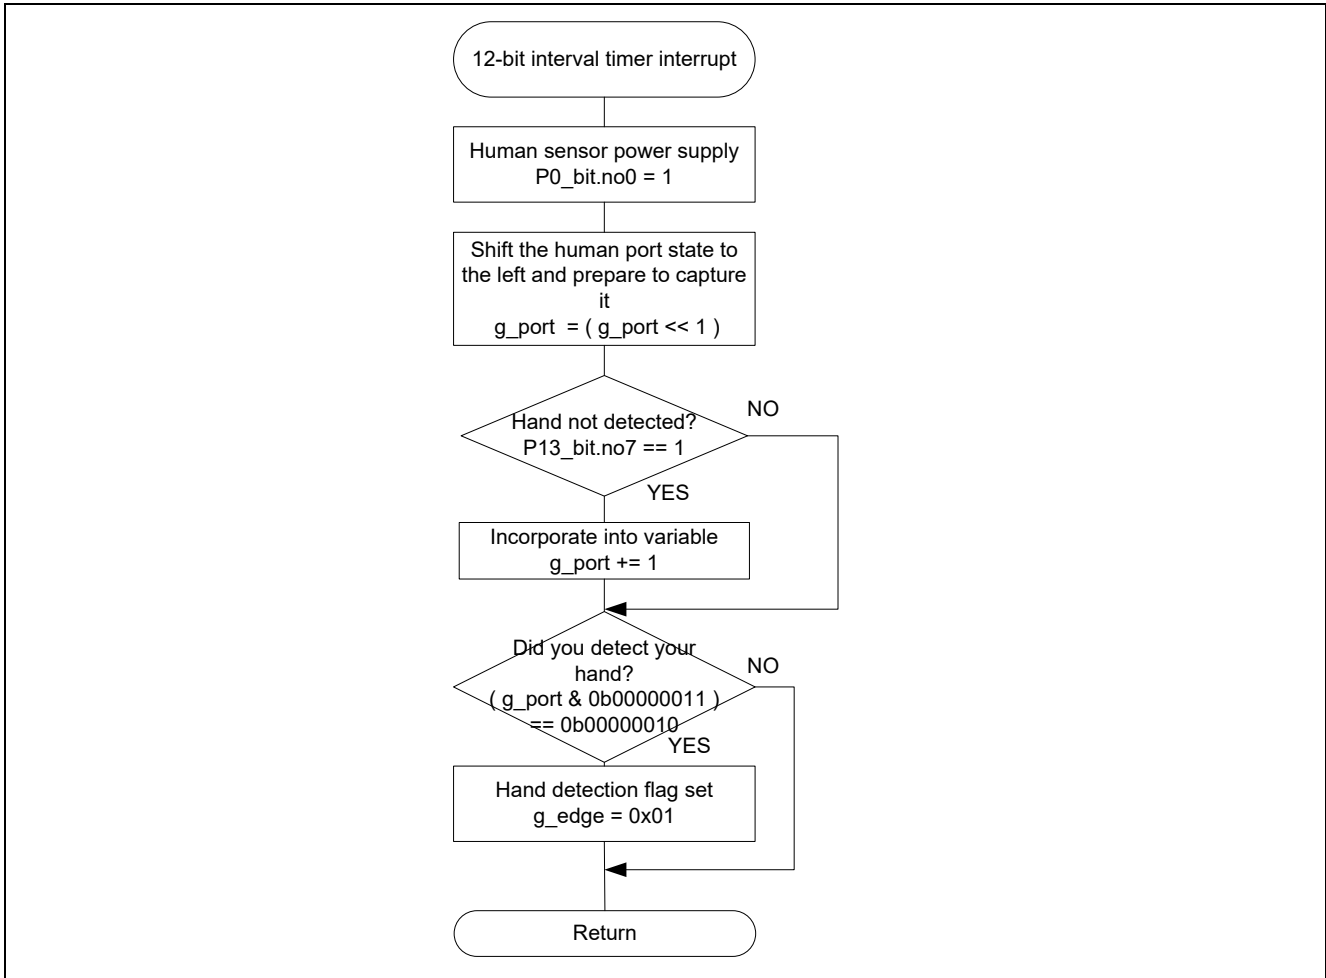 12-bit interval timer interrupt
Human sensor power supply
P0_bit.no0 = 1
Shift the human port state to
the left and prepare to capture
it
g_port  = ( g_port << 1 )
Hand not detected?
P13_bit.no7 == 1
NO
YES
Incorporate into variable
g_port += 1
Did you detect your
hand?
( g_port & 0b00000011 )
== 0b00000010
NO
YES
Hand detection flag set
g_edge = 0x01
Return